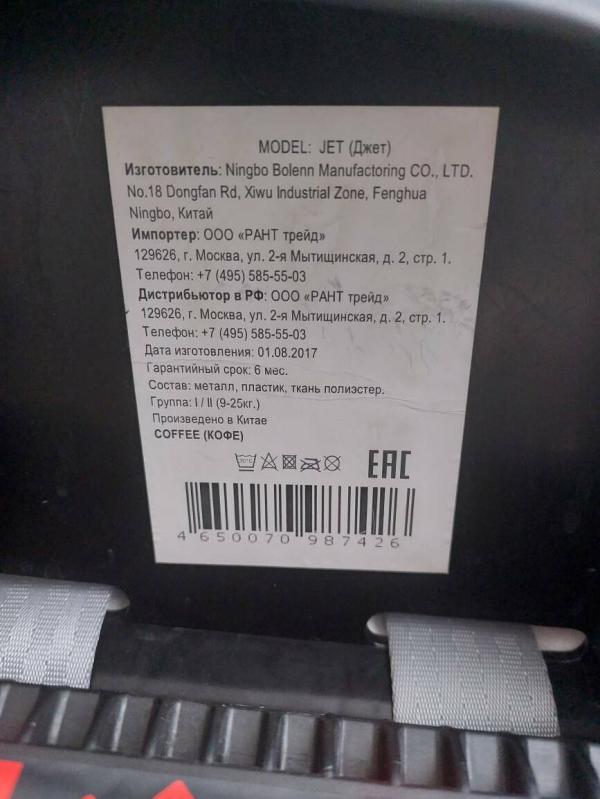 MODEL: JET (Джет)
Изготовитель: Ningbo Bolenn Manufactoring CO., LTD.
No.18 Dongfan Rd, Xiwu Industrial Zone, Fenghua
Ningbo, Китай
Импортер: ООО «РАНТ трейд»
129626, г. Москва, ул. 2-я Мытищинская, д. 2, стр. 1.
Телефон: +7 (495) 585-55-03
Дистрибьютор в РФ: ООО «РАНТ трейд»
129626, г. Москва, ул. 2-я Мытищинская, д. 2, стр. 1.
Телефон: +7 (495) 585-55-03
Дата изготовления: 01.08.2017
Гарантийный срок: 6 мес.
Состав: металл, пластик, ткань полиэстер.
Группа: I / II (9-25кг.)
Произведено в Китае
COFFEE (КОФЕ)
30°C
EAC
4 650070 987426